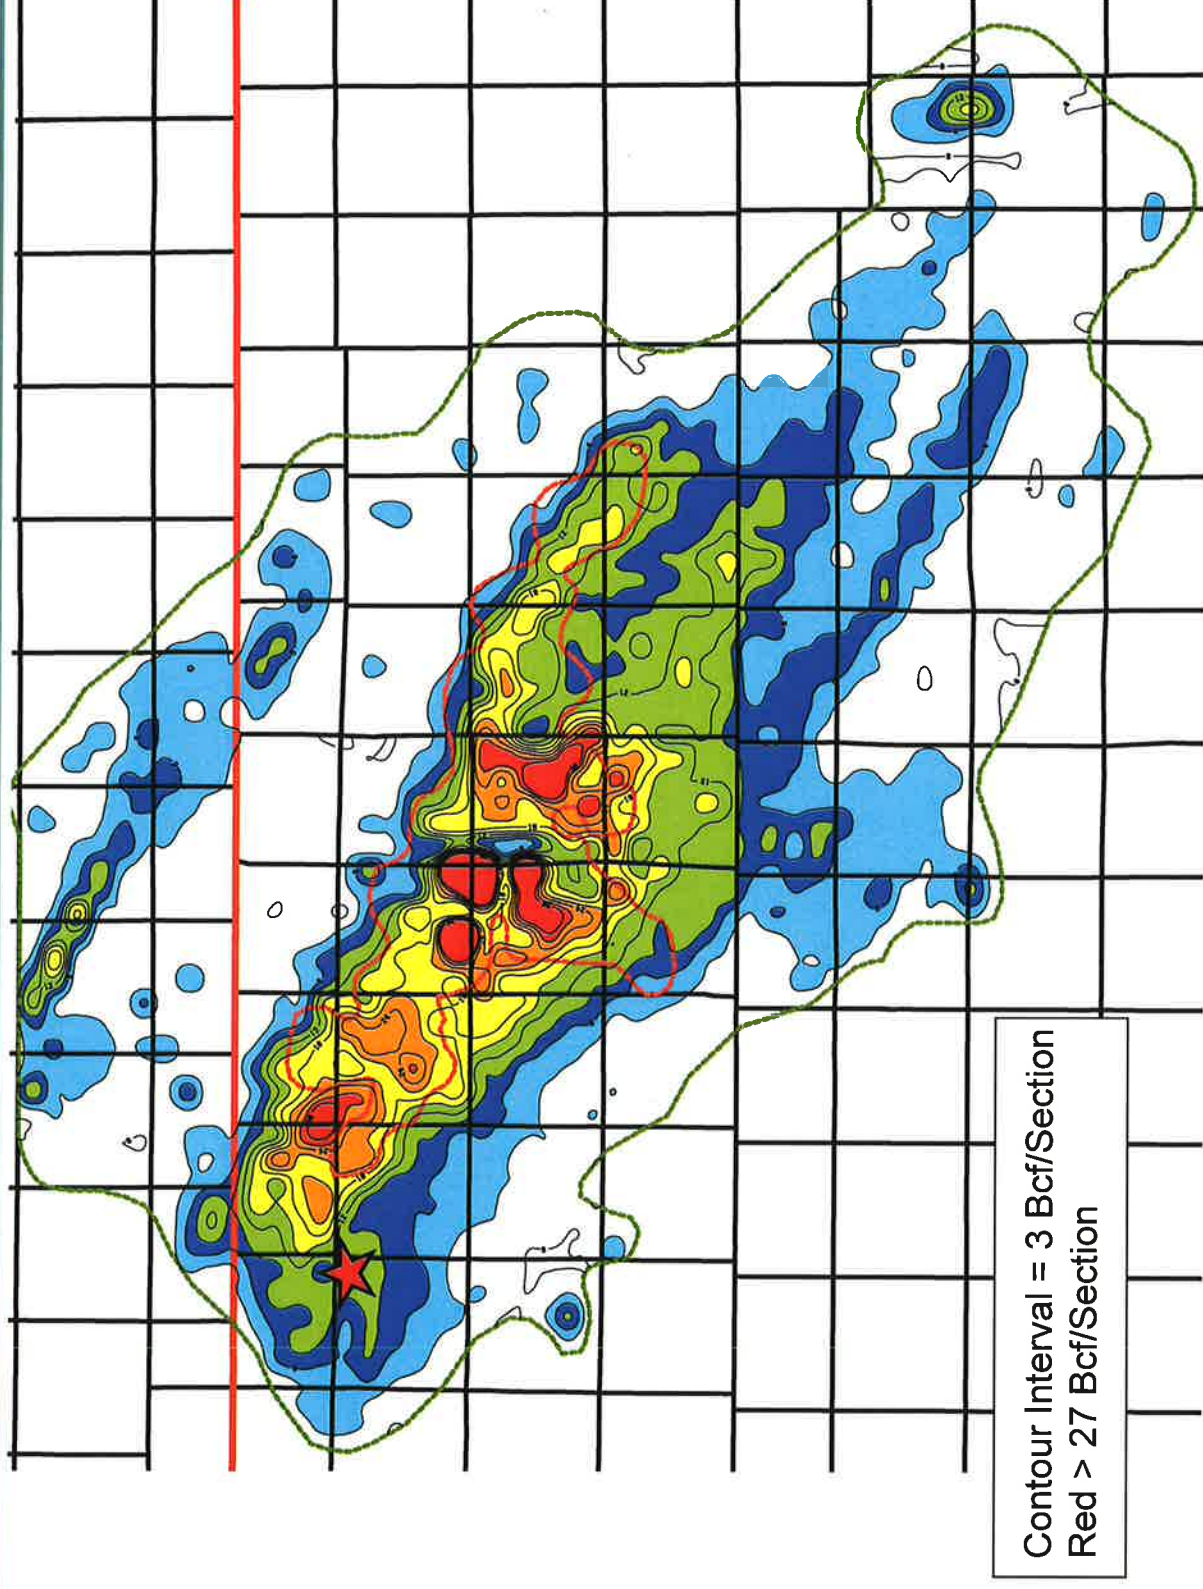 Contour Interval = 3 Bcf/Section
Red > 27 Bcf/Section